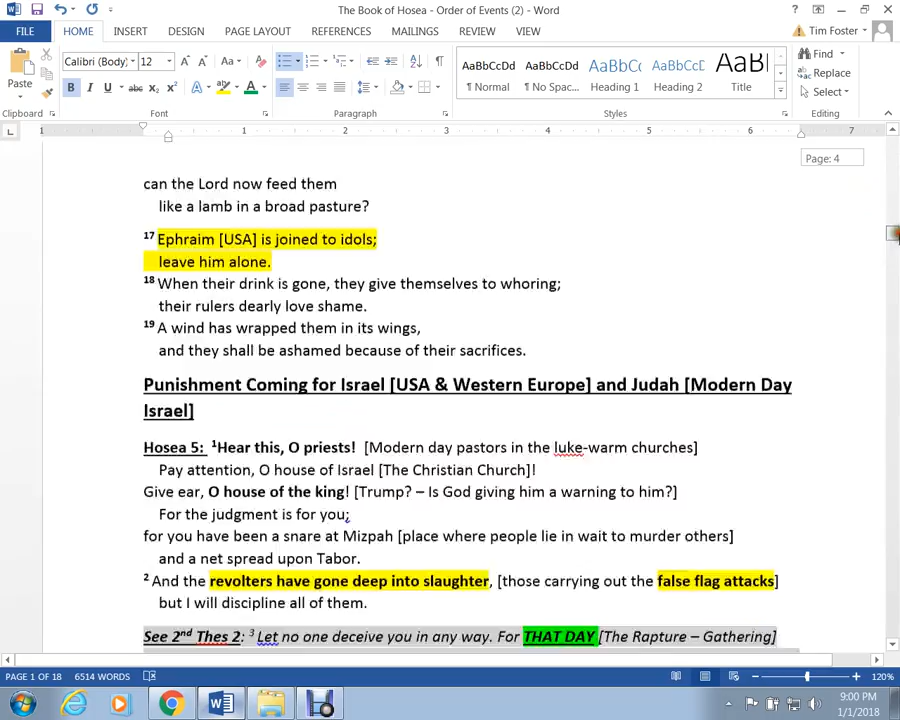 The Book of Hosea - Order of Events (2) - Word
FILE HOME INSERT DESIGN PAGE LAYOUT REFERENCES MAILINGS REVIEW VIEW
Tim Foster
Paste
Calibri (Body) 12
AaBbCcDd AaBbCcDd AaBbCc AaBbCcC AaBbC
¶ Normal ¶ No Spac... Heading 1 Heading 2 Title
Find
Replace
Select
Clipboard Font Paragraph Styles Editing
1 1 2 3 4 5 6 7
Page: 4
can the Lord now feed them
like a lamb in a broad pasture?
17 Ephraim [USA] is joined to idols;
leave him alone.
18 When their drink is gone, they give themselves to whoring;
their rulers dearly love shame.
19 A wind has wrapped them in its wings,
and they shall be ashamed because of their sacrifices.
Punishment Coming for Israel [USA & Western Europe] and Judah [Modern Day
Israel]
Hosea 5: 1Hear this, O priests! [Modern day pastors in the luke-warm churches]
Pay attention, O house of Israel [The Christian Church]!
Give ear, O house of the king! [Trump? – Is God giving him a warning to him?]
For the judgment is for you;
for you have been a snare at Mizpah [place where people lie in wait to murder others]
and a net spread upon Tabor.
2 And the revolters have gone deep into slaughter, [those carrying out the false flag attacks]
but I will discipline all of them.
See 2nd Thes 2: 3 Let no one deceive you in any way. For THAT DAY [The Rapture – Gathering]
PAGE 1 OF 18 6514 WORDS 120%
9:00 PM
1/1/2018